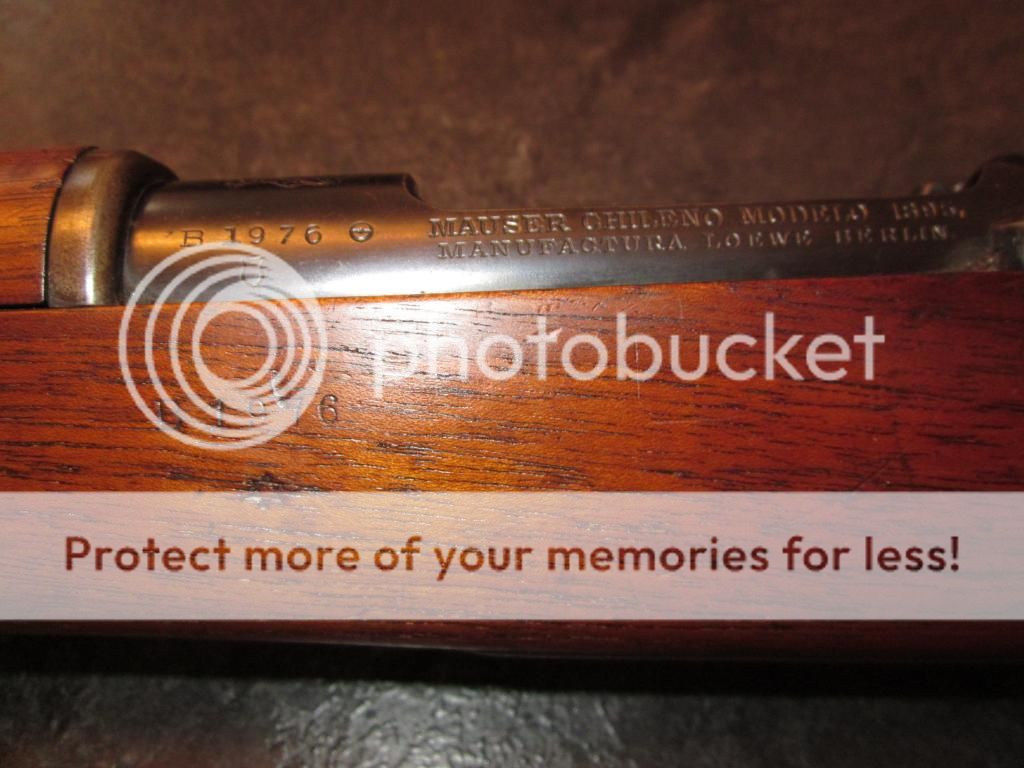 B 1976
MAUSER CHILENO MODELO 1895.
MANUFACTURA LOEWE BERLIN.
G
photobucket
B 1976
Protect more of your memories for less!